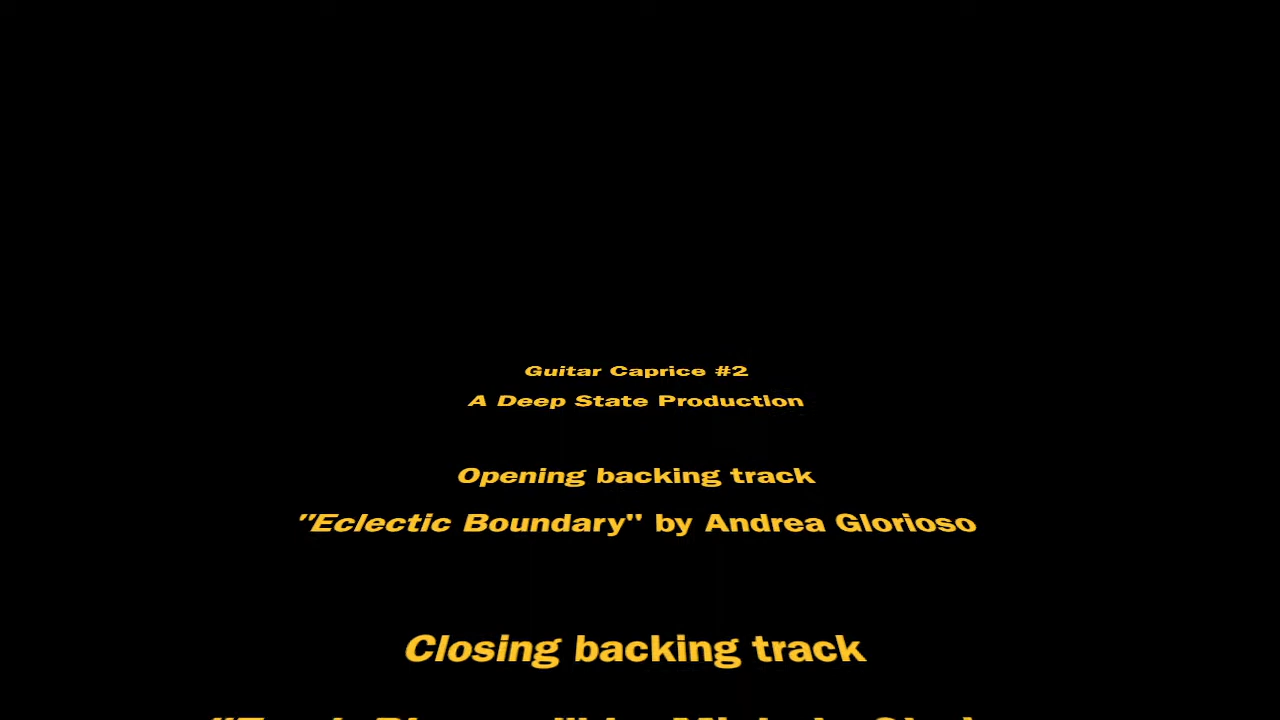 Guitar Caprice #2
A Deep State Production
Opening backing track
"Eclectic Boundary" by Andrea Glorioso
Closing backing track